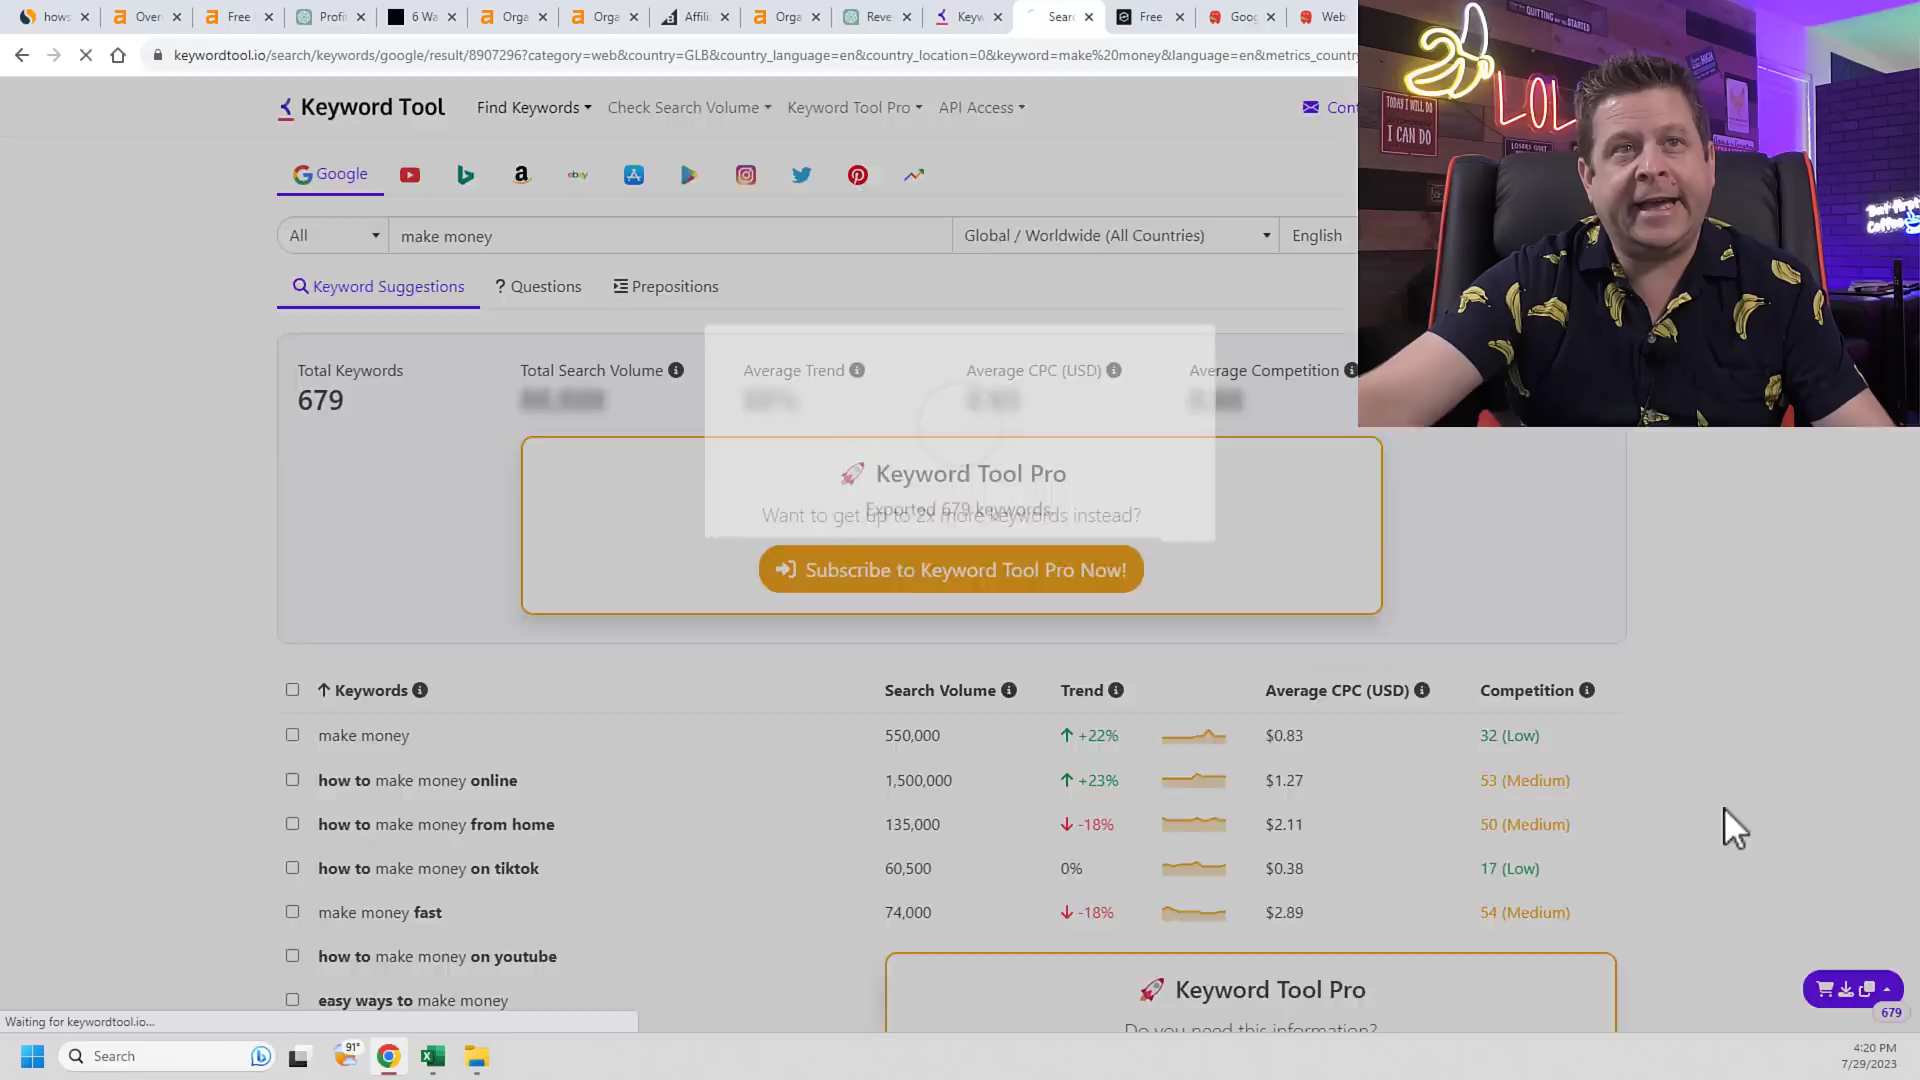 hows
Over
Free
Profit
6 Wa
Orga
Orga
Affili
Orga
Reve
Keyw
Searc
Free
Goog
Web
keywordtool.io/search/keywords/google/result/8907296?category=web&country=GLB&country_language=en&country_location=0&keyword=make%20money&language=en&metrics_country
Keyword Tool
Find Keywords
Check Search Volume
Keyword Tool Pro
API Access
Cont
Google
ebay
All
make money
Global / Worldwide (All Countries)
English
Keyword Suggestions
? Questions
Prepositions
Total Keywords
679
Total Search Volume
Average Trend
Average CPC (USD)
Average Competition
Keyword Tool Pro
Want to get up to 2x more keywords instead?
Exported 679 keywords.
Subscribe to Keyword Tool Pro Now!
Keywords
Search Volume
Trend
Average CPC (USD)
Competition
make money
550,000
+22%
$0.83
32 (Low)
how to make money online
1,500,000
+23%
$1.27
53 (Medium)
how to make money from home
135,000
-18%
$2.11
50 (Medium)
how to make money on tiktok
60,500
0%
$0.38
17 (Low)
make money fast
74,000
-18%
$2.89
54 (Medium)
how to make money on youtube
easy ways to make money
Keyword Tool Pro
Do you need this information?
679
Waiting for keywordtool.io...
Search
91°
4:20 PM
7/29/2023
LOL
TODAY I WILL DO
I CAN DO
But first
Coffee